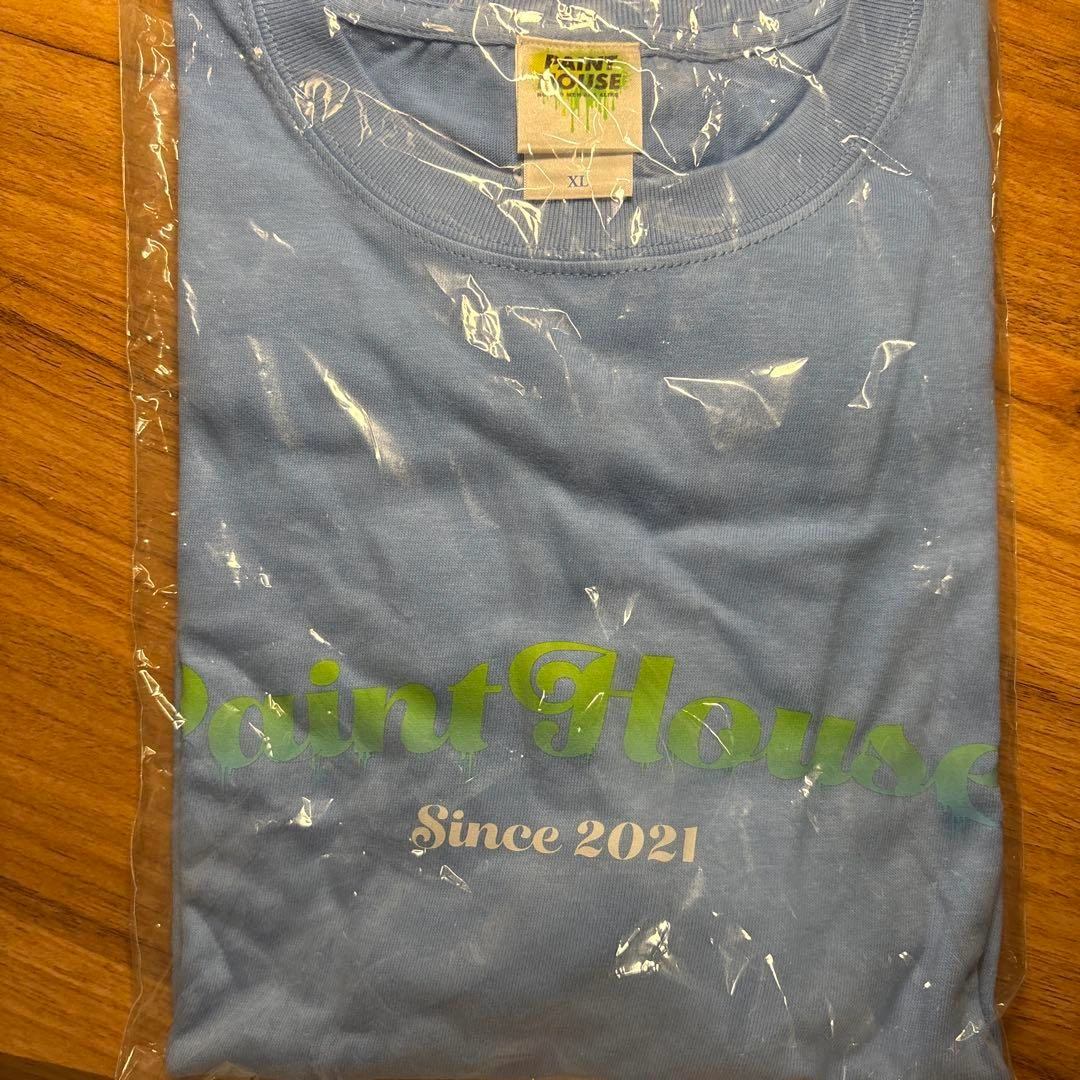 PAINT
HOUSE
XL
Paint House
Since 2021